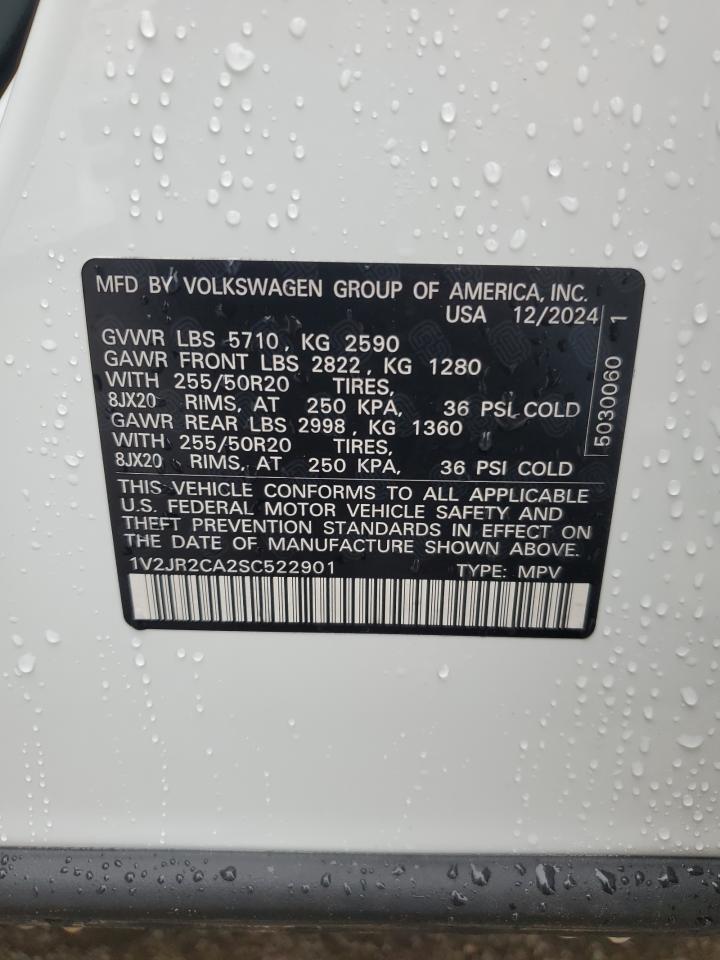 MFD BY VOLKSWAGEN GROUP OF AMERICA, INC.
USA 12/2024
GVWR LBS 5710, KG 2590
GAWR FRONT LBS 2822, KG 1280
WITH 255/50R20 TIRES,
8JX20 RIMS, AT 250 KPA, 36 PSI COLD
GAWR REAR LBS 2998, KG 1360
WITH 255/50R20 TIRES,
8JX20 RIMS, AT 250 KPA, 36 PSI COLD
THIS VEHICLE CONFORMS TO ALL APPLICABLE
U.S. FEDERAL MOTOR VEHICLE SAFETY AND
THEFT PREVENTION STANDARDS IN EFFECT ON
THE DATE OF MANUFACTURE SHOWN ABOVE.
1V2JR2CA2SC522901 TYPE: MPV
5030060 1